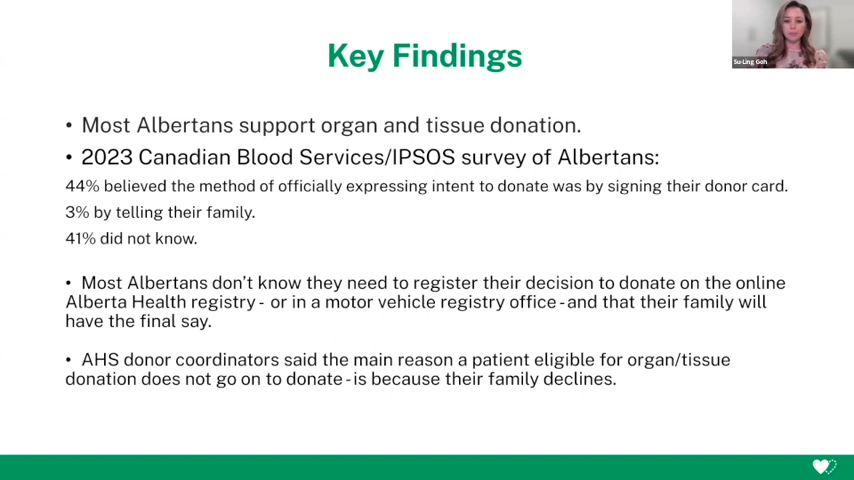 Key Findings
Su-Ling Goh
• Most Albertans support organ and tissue donation.
• 2023 Canadian Blood Services/IPSOS survey of Albertans:
44% believed the method of officially expressing intent to donate was by signing their donor card.
3% by telling their family.
41% did not know.
• Most Albertans don't know they need to register their decision to donate on the online
Alberta Health registry - or in a motor vehicle registry office - and that their family will
have the final say.
• AHS donor coordinators said the main reason a patient eligible for organ/tissue
donation does not go on to donate - is because their family declines.